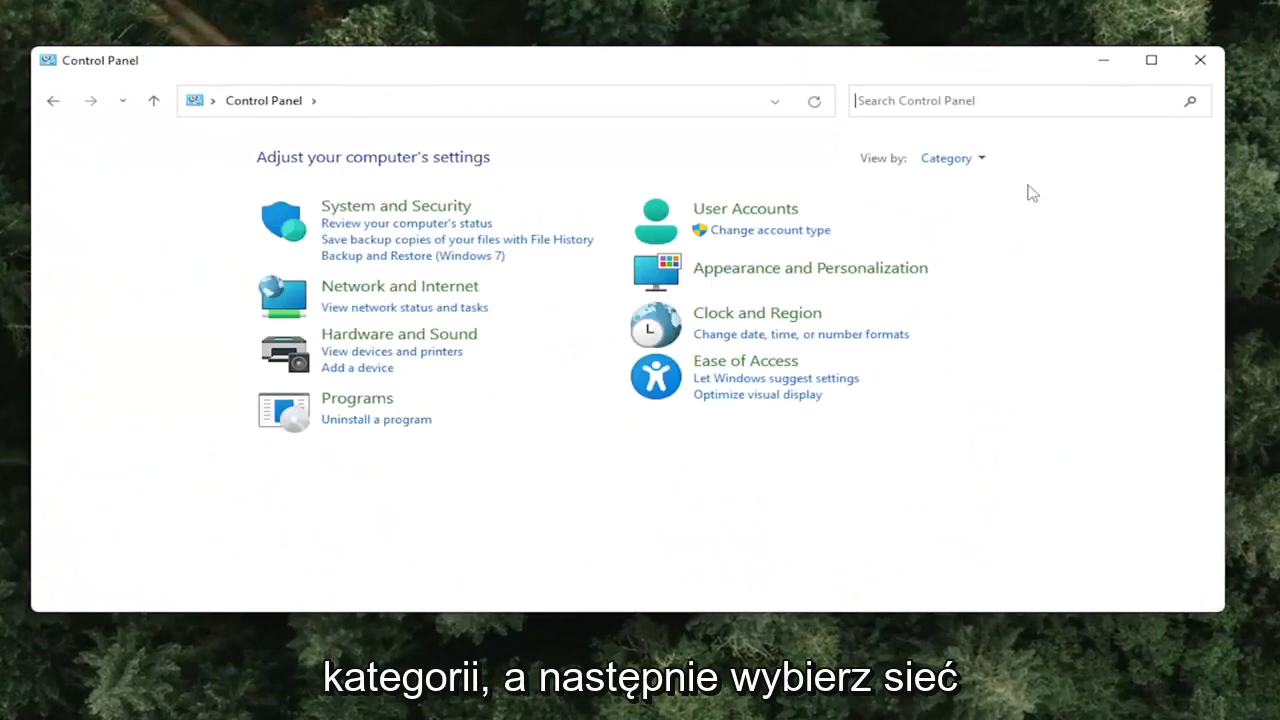 Control Panel
Control Panel
Search Control Panel
Adjust your computer's settings
View by: Category
System and Security
Review your computer's status
Save backup copies of your files with File History
Backup and Restore (Windows 7)
Network and Internet
View network status and tasks
Hardware and Sound
View devices and printers
Add a device
Programs
Uninstall a program
User Accounts
Change account type
Appearance and Personalization
Clock and Region
Change date, time, or number formats
Ease of Access
Let Windows suggest settings
Optimize visual display
kategorii, a następnie wybierz sieć